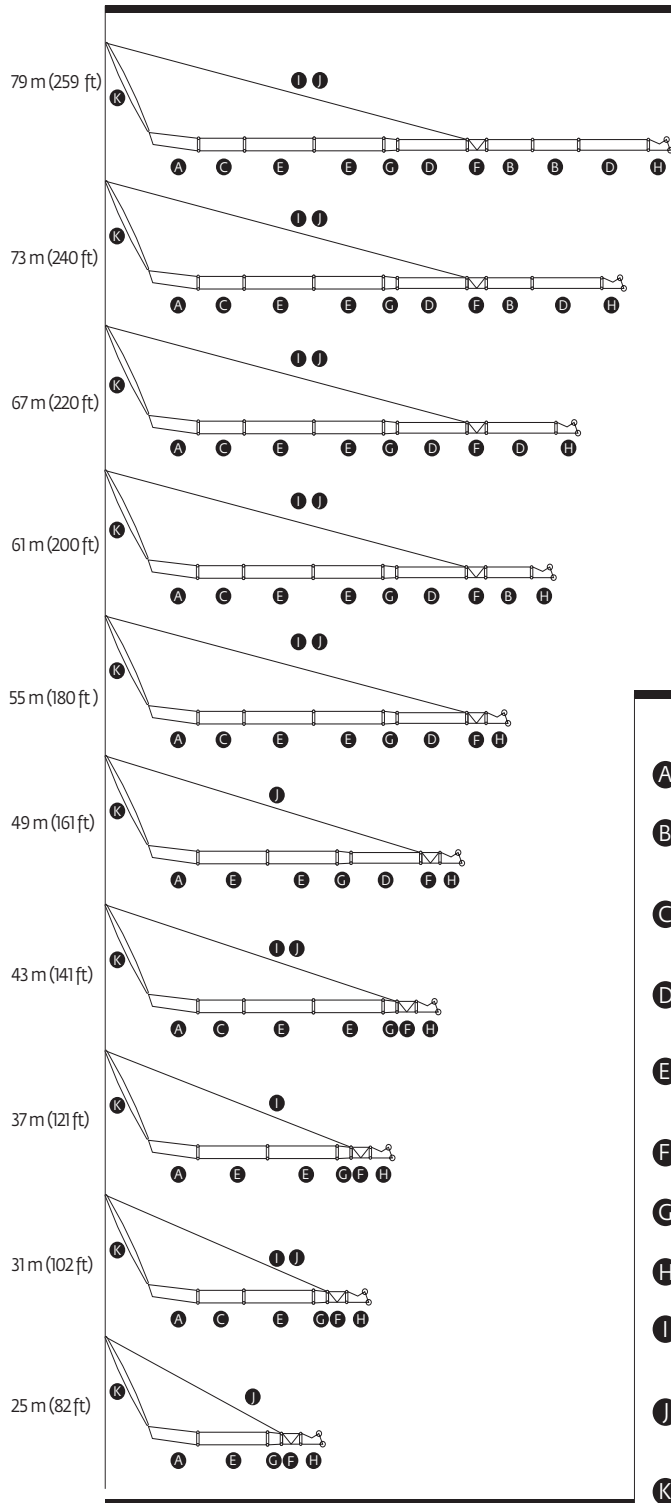 I J
79 m (259 ft)
K
A C E E G D F B B D H
I J
K
73 m (240 ft)
A C E E G D F B D H
I J
K
67 m (220 ft)
A C E E G D F D H
I J
K
61 m (200 ft)
A C E E G D F B H
I J
K
55 m (180 ft)
A C E E G D F H
J
K
49 m (161 ft)
A E E G D F H
I J
K
43 m (141 ft)
A C E E G F H
I
K
37 m (121 ft)
A E E G F H
I J
K
31 m (102 ft)
A C E G F H
J
K
25 m (82 ft)
A E G F H
A
B
C
D
E
F
G
H
I
J
K